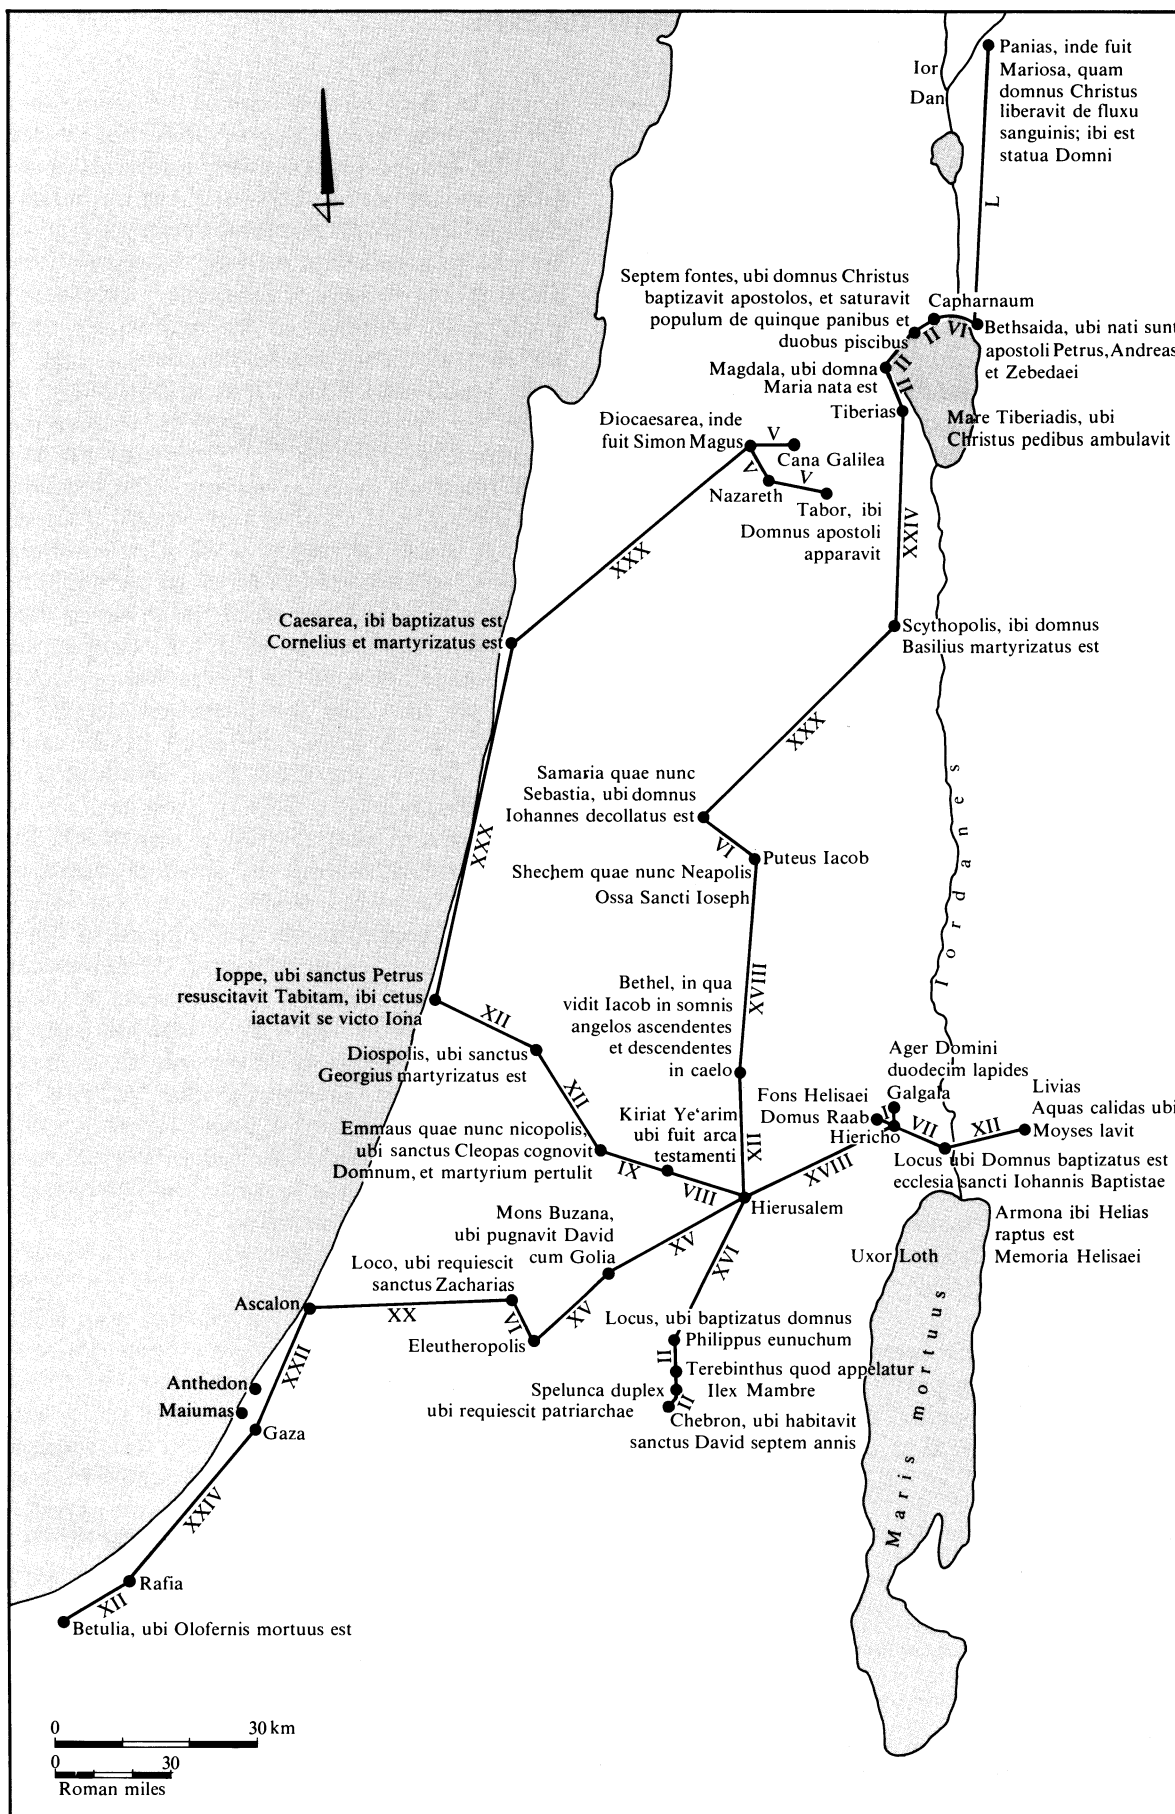 Ior
Dan
Panias, inde fuit
Mariosa, quam
domnus Christus
liberavit de fluxu
sanguinis; ibi est
statua Domni
L
Septem fontes, ubi domnus Christus
baptizavit apostolos, et saturavit
populum de quinque panibus et
duobus piscibus
Capharnaum
VI
II
II
II
Bethsaida, ubi nati sunt
apostoli Petrus, Andreas
et Zebedaei
Magdala, ubi domna
Maria nata est
Tiberias
Mare Tiberiadis, ubi
Christus pedibus ambulavit
Diocaesarea, inde
fuit Simon Magus
V
Cana Galilea
V
Nazareth
V
Tabor, ibi
Domnus apostoli
apparavit
XXX
XXIV
Caesarea, ibi baptizatus est
Cornelius et martyrizatus est
Scythopolis, ibi domnus
Basilius martyrizatus est
XXX
Samaria quae nunc
Sebastia, ubi domnus
Iohannes decollatus est
VI
Puteus Iacob
Shechem quae nunc Neapolis
Ossa Sancti Ioseph
XXX
Iordanes
XVIII
Ioppe, ubi sanctus Petrus
resuscitavit Tabitam, ibi cetus
iactavit se victo Iona
XII
Bethel, in qua
vidit Iacob in somnis
angelos ascendentes
et descendentes
in caelo
Diospolis, ubi sanctus
Georgius martyrizatus est
XII
Ager Domini
duodecim lapides
Galgala
Fons Helisaei
Domus Raab
I
Hiericho
VII
XII
Livias
Aquas calidas ubi
Moyses lavit
Kiriat Ye‘arim
ubi fuit arca
testamenti
XII
Emmaus quae nunc nicopolis,
ubi sanctus Cleopas cognovit
Domnum, et martyrium pertulit
IX
VIII
XVIII
Locus ubi Domnus baptizatus est
ecclesia sancti Iohannis Baptistae
Hierusalem
Armona ibi Helias
raptus est
Memoria Helisaei
Uxor Loth
Mons Buzana,
ubi pugnavit David
cum Golia
XV
XVI
Loco, ubi requiescit
sanctus Zacharias
Ascalon
XX
VI
XV
Eleutheropolis
Locus, ubi baptizatus domnus
Philippus eunuchum
II
Terebinthus quod appelatur
Ilex Mambre
Spelunca duplex
ubi requiescit patriarchae
II
Chebron, ubi habitavit
sanctus David septem annis
Maris mortuus
XXII
Anthedon
Maiumas
Gaza
XXIV
Rafia
XII
Betulia, ubi Olofernis mortuus est
0 30 km
0 30
Roman miles